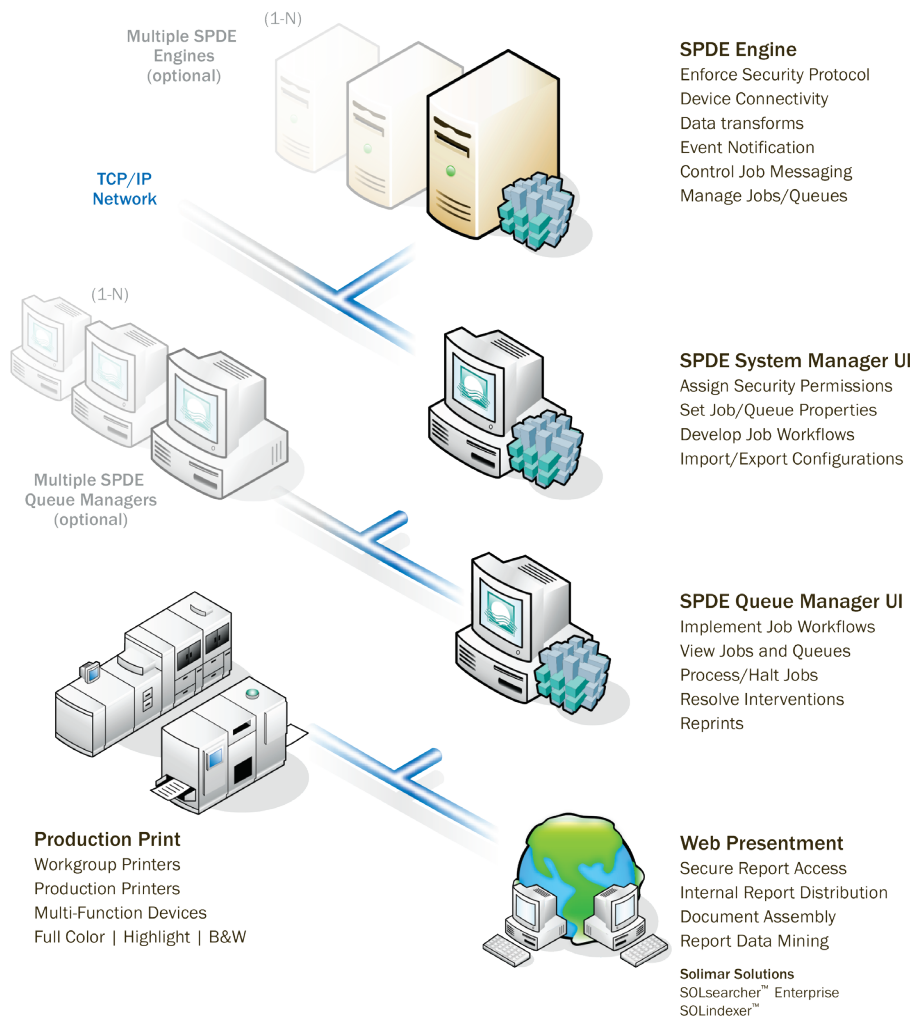 (1-N)
Multiple SPDE
Engines
(optional)
SPDE Engine
Enforce Security Protocol
Device Connectivity
Data transforms
Event Notification
Control Job Messaging
Manage Jobs/Queues
TCP/IP
Network
(1-N)
Multiple SPDE
Queue Managers
(optional)
SPDE System Manager UI
Assign Security Permissions
Set Job/Queue Properties
Develop Job Workflows
Import/Export Configurations
SPDE Queue Manager UI
Implement Job Workflows
View Jobs and Queues
Process/Halt Jobs
Resolve Interventions
Reprints
Production Print
Workgroup Printers
Production Printers
Multi-Function Devices
Full Color | Highlight | B&W
Web Presentment
Secure Report Access
Internal Report Distribution
Document Assembly
Report Data Mining
Solimar Solutions
SOLsearcher™ Enterprise
SOLindexer™